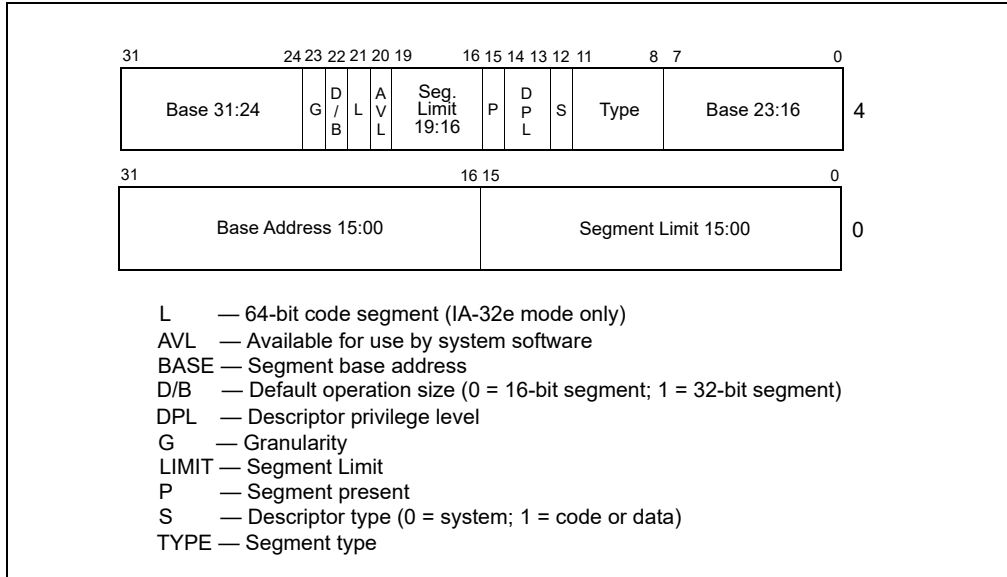 31 24 23 22 21 20 19 16 15 14 13 12 11 8 7 0
Base 31:24 G D/B L AVL Seg. Limit 19:16 P DPL S Type Base 23:16 4
31 16 15 0
Base Address 15:00 Segment Limit 15:00 0
L — 64-bit code segment (IA-32e mode only)
AVL — Available for use by system software
BASE — Segment base address
D/B — Default operation size (0 = 16-bit segment; 1 = 32-bit segment)
DPL — Descriptor privilege level
G — Granularity
LIMIT — Segment Limit
P — Segment present
S — Descriptor type (0 = system; 1 = code or data)
TYPE — Segment type